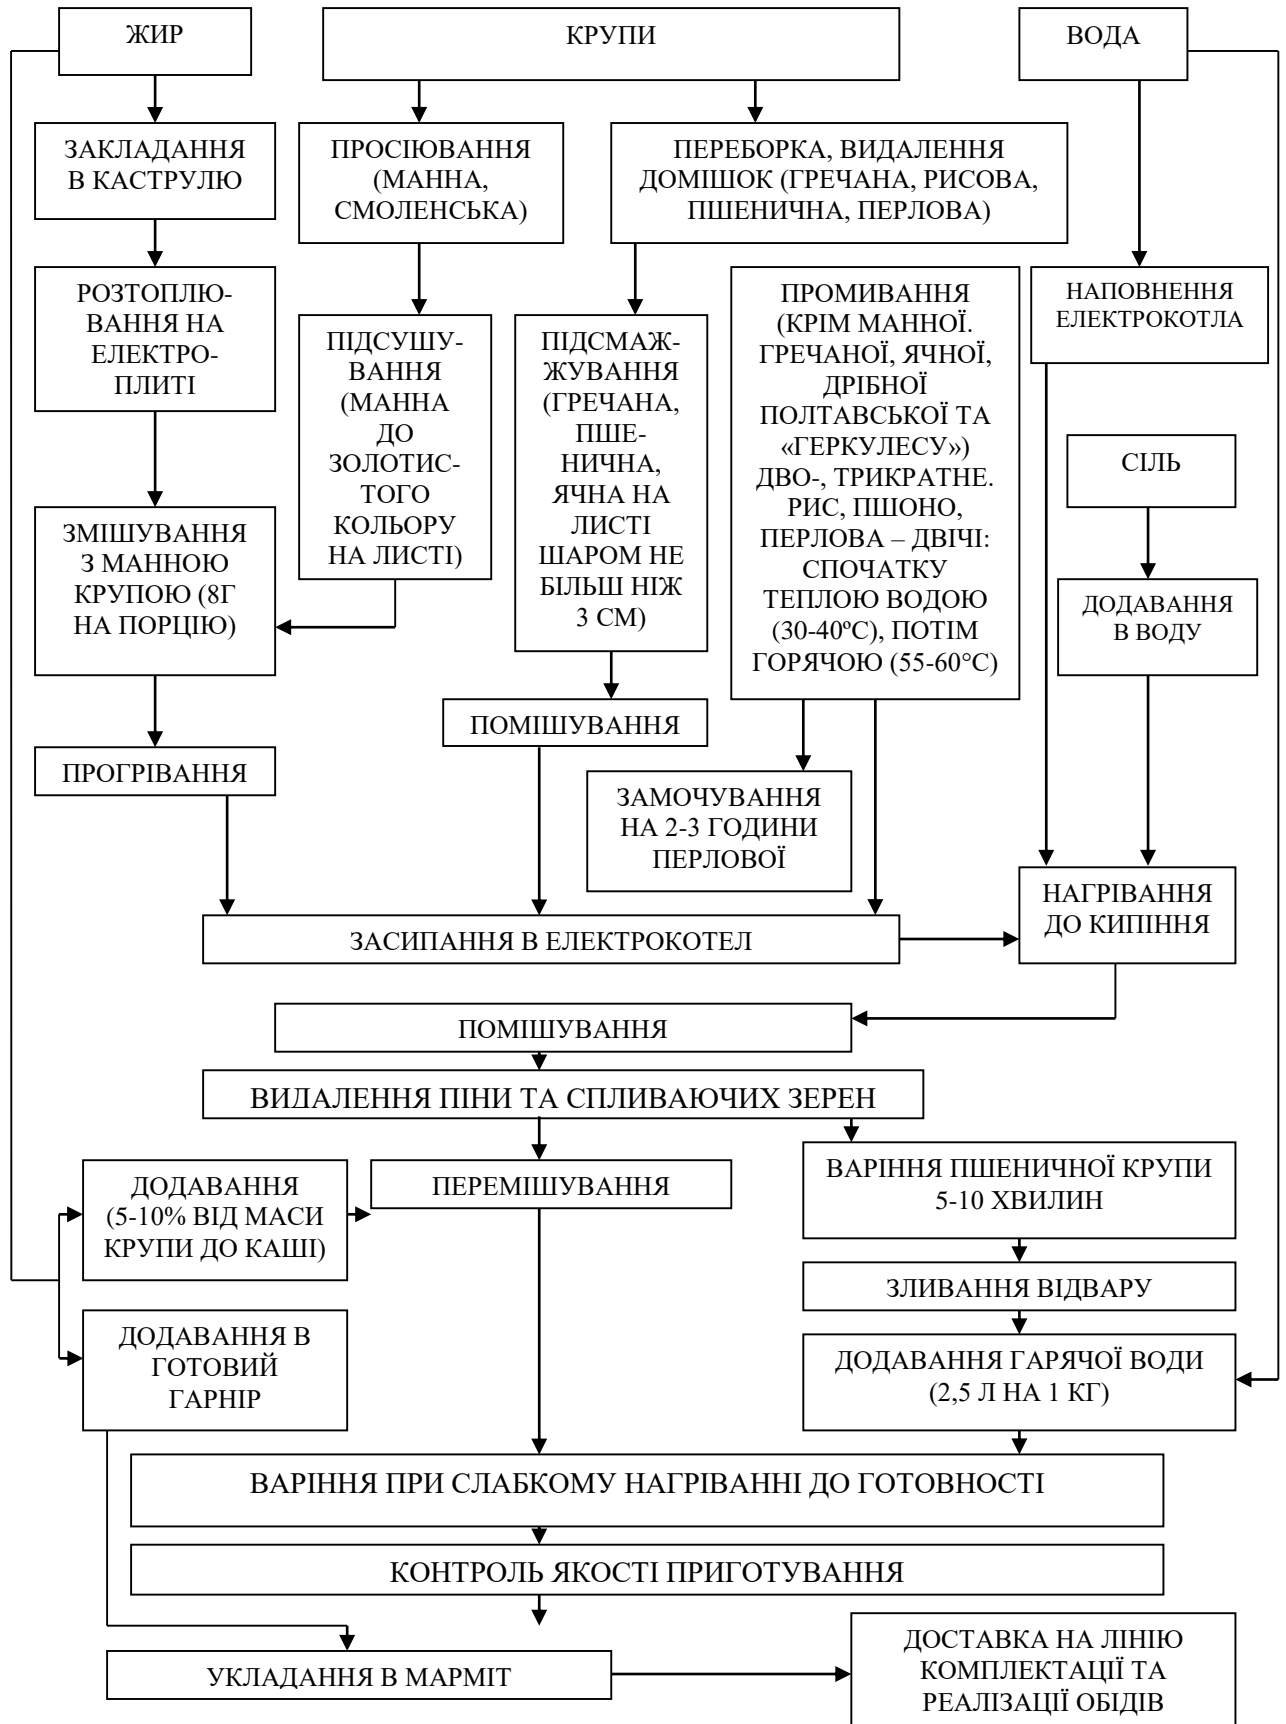 ЖИР
КРУПИ
ВОДА
ЗАКЛАДАННЯ
В КАСТРУЛЮ
ПРОСІЮВАННЯ
(МАННА,
СМОЛЕНСЬКА)
ПЕРЕБОРКА, ВИДАЛЕННЯ
ДОМІШОК (ГРЕЧАНА, РИСОВА,
ПШЕНИЧНА, ПЕРЛОВА)
РОЗТОПЛЮ-
ВАННЯ НА
ЕЛЕКТРО-
ПЛИТІ
ПІДСУШУ-
ВАННЯ
(МАННА
ДО
ЗОЛОТИС-
ТОГО
КОЛЬОРУ
НА ЛИСТІ)
ПІДСМАЖ-
ЖУВАННЯ
(ГРЕЧАНА,
ПШЕ-
НИЧНА,
ЯЧНА НА
ЛИСТІ
ШАРОМ НЕ
БІЛЬШ НІЖ
3 СМ)
ПРОМИВАННЯ
(КРІМ МАННОЇ.
ГРЕЧАНОЇ, ЯЧНОЇ,
ДРІБНОЇ
ПОЛТАВСЬКОЇ ТА
«ГЕРКУЛЕСУ»)
ДВО-, ТРИКРАТНЕ.
РИС, ПШОНО,
ПЕРЛОВА – ДВІЧІ:
СПОЧАТКУ
ТЕПЛОЮ ВОДОЮ
(30-40ºС), ПОТІМ
ГОРЯЧОЮ (55-60°С)
НАПОВНЕННЯ
ЕЛЕКТРОКОТЛА
СІЛЬ
ЗМІШУВАННЯ
З МАННОЮ
КРУПОЮ (8Г
НА ПОРЦІЮ)
ДОДАВАННЯ
В ВОДУ
ПОМІШУВАННЯ
ПРОГРІВАННЯ
ЗАМОЧУВАННЯ
НА 2-3 ГОДИНИ
ПЕРЛОВОЇ
НАГРІВАННЯ
ДО КИПІННЯ
ЗАСИПАННЯ В ЕЛЕКТРОКОТЕЛ
ПОМІШУВАННЯ
ВИДАЛЕННЯ ПІНИ ТА СПЛИВАЮЧИХ ЗЕРЕН
ДОДАВАННЯ
(5-10% ВІД МАСИ
КРУПИ ДО КАШІ)
ПЕРЕМІШУВАННЯ
ВАРІННЯ ПШЕНИЧНОЇ КРУПИ
5-10 ХВИЛИН
ЗЛИВАННЯ ВІДВАРУ
ДОДАВАННЯ В
ГОТОВИЙ
ГАРНІР
ДОДАВАННЯ ГАРЯЧОЇ ВОДИ
(2,5 Л НА 1 КГ)
ВАРІННЯ ПРИ СЛАБКОМУ НАГРІВАННІ ДО ГОТОВНОСТІ
КОНТРОЛЬ ЯКОСТІ ПРИГОТУВАННЯ
УКЛАДАННЯ В МАРМІТ
ДОСТАВКА НА ЛІНІЮ
КОМПЛЕКТАЦІЇ ТА
РЕАЛІЗАЦІЇ ОБІДІВ